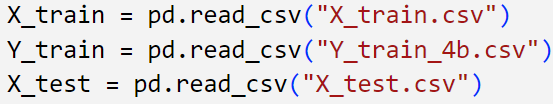 X_train = pd.read_csv("X_train.csv")
Y_train = pd.read_csv("Y_train_4b.csv")
X_test = pd.read_csv("X_test.csv")